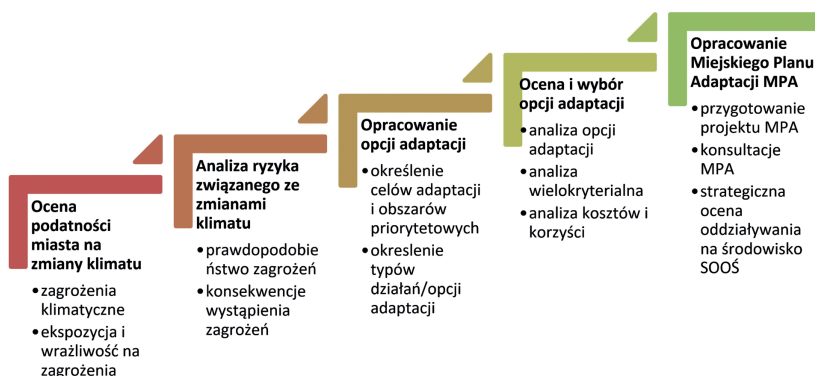 Ocena
podatności
miasta na
zmiany klimatu
•zagrożenia
klimatyczne
•ekspozycja i
wrażliwość na
zagrożenia
Analiza ryzyka
związanego ze
zmianami
klimatu
•prawdopodobie
ństwo zagrożeń
•konsekwencje
wystąpienia
zagrożeń
Opracowanie
opcji adaptacji
•określenie
celów adaptacji
i obszarów
priorytetowych
•okreslenie
typów
działań/opcji
adaptacji
Ocena i wybór
opcji adaptacji
•analiza opcji
adaptacji
•analiza
wielokryterialna
•analiza kosztów i
korzyści
Opracowanie
Miejskiego Planu
Adaptacji MPA
•przygotowanie
projektu MPA
•konsultacje
MPA
•strategiczna
ocena
oddziaływania
na środowisko
SOOŚ